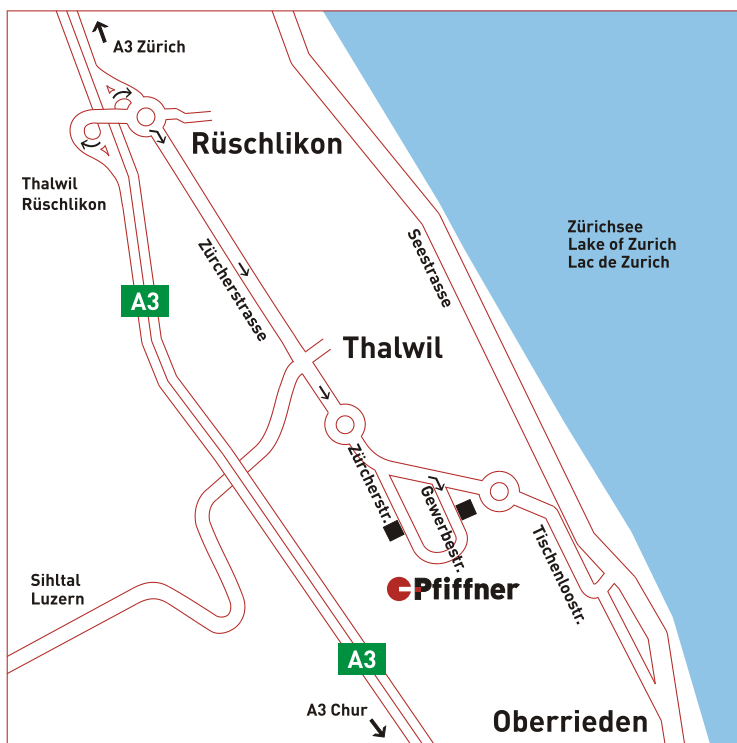 A3 Zürich
Rüschlikon
Thalwil
Rüschlikon
Zürichsee
Lake of Zurich
Lac de Zurich
Seestrasse
Zürcherstrasse
A3
Thalwil
Zürcherstr.
Gewerbestr.
Tischenloostr.
Sihltal
Luzern
Pfiffner
A3
A3 Chur
Oberrieden